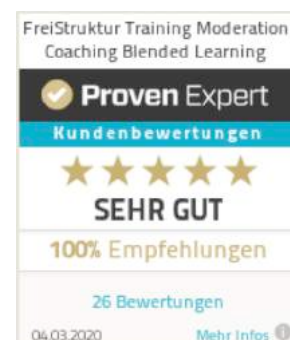 FreiStruktur Training Moderation
Coaching Blended Learning
Proven Expert
Kundenbewertungen
SEHR GUT
100% Empfehlungen
26 Bewertungen
04.03.2020 Mehr Infos i